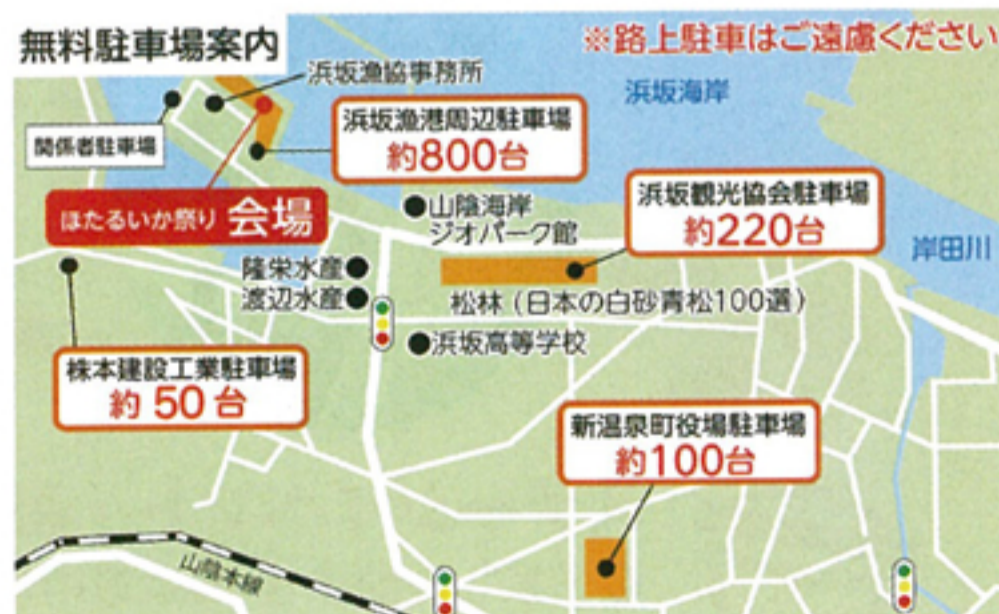 無料駐車場案内
※路上駐車はご遠慮ください
浜坂漁協事務所
浜坂海岸
関係者駐車場
浜坂漁港周辺駐車場
約800台
ほたるいか祭り 会場
山陰海岸
ジオパーク館
浜坂観光協会駐車場
約220台
岸田川
隆栄水産
渡辺水産
松林（日本の白砂青松100選）
浜坂高等学校
株本建設工業駐車場
約50台
新温泉町役場駐車場
約100台
山陰本線